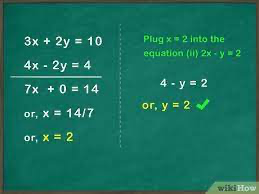 3x + 2y = 10
4x - 2y = 4
7x + 0 = 14
or, x = 14/7
or, x = 2
Plug x = 2 into the
equation (ii) 2x - y = 2
4 - y = 2
or, y = 2
wikiHow